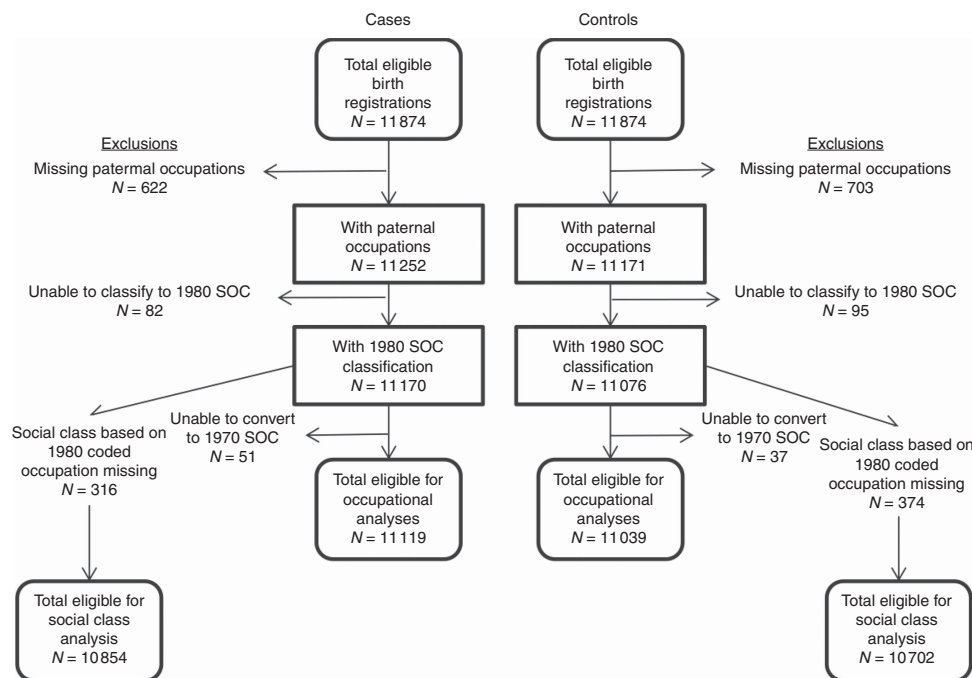 Cases
Total eligible
birth
registrations
N = 11 874
Exclusions
Missing patermal occupations
N = 622
With paternal
occupations
N = 11 252
Unable to classify to 1980 SOC
N = 82
With 1980 SOC
classification
N = 11 170
Unable to convert
to 1970 SOC
N = 51
Social class based on
1980 coded
occupation missing
N = 316
Total eligible for
occupational
analyses
N = 11 119
Total eligible for
social class
analysis
N = 10 854
Controls
Total eligible
birth
registrations
N = 11 874
Exclusions
Missing patermal occupations
N = 703
With paternal
occupations
N = 11 171
Unable to classify to 1980 SOC
N = 95
With 1980 SOC
classification
N = 11 076
Unable to convert
to 1970 SOC
N = 37
Social class based on
1980 coded
occupation missing
N = 374
Total eligible for
occupational
analyses
N = 11 039
Total eligible for
social class
analysis
N = 10 702